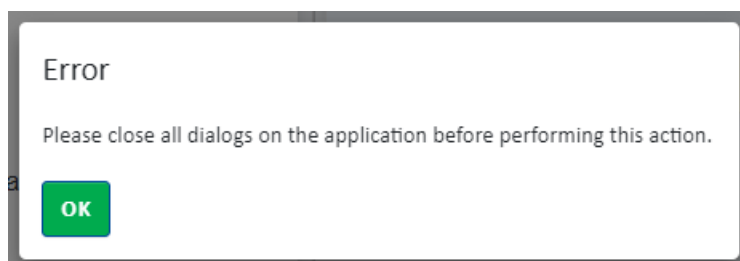 Error
Please close all dialogs on the application before performing this action.
a
OK